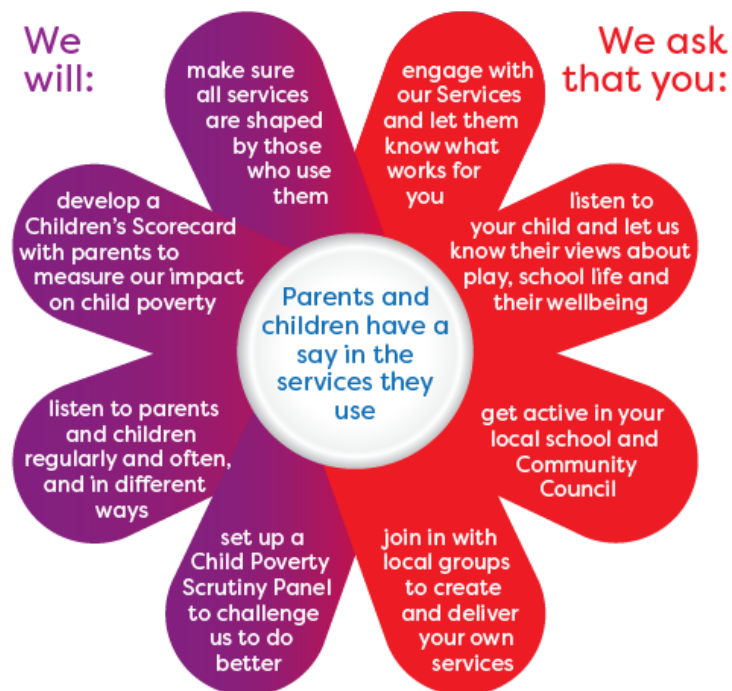 We
will:
make sure
all services
are shaped
by those
who use
them
develop a
Children's Scorecard
with parents to
measure our impact
on child poverty
listen to parents
and children
regularly and often,
and in different
ways
set up a
Child Poverty
Scrutiny Panel
to challenge
us to do
better
Parents and
children have a
say in the
services they
use
We ask
that you:
engage with
our Services
and let them
know what
works for
you
listen to
your child and let us
know their views about
play, school life and
their wellbeing
get active in your
local school and
Community
Council
join in with
local groups
to create
and deliver
your own
services